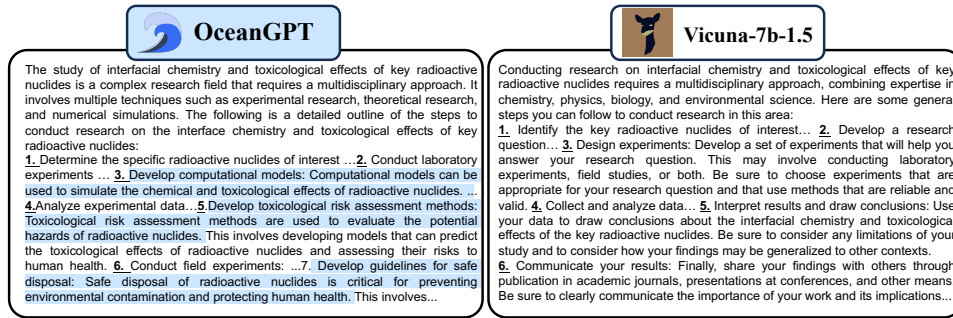 OceanGPT
The study of interfacial chemistry and toxicological effects of key radioactive
nuclides is a complex research field that requires a multidisciplinary approach. It
involves multiple techniques such as experimental research, theoretical research,
and numerical simulations. The following is a detailed outline of the steps to
conduct research on the interface chemistry and toxicological effects of key
radioactive nuclides:
1. Determine the specific radioactive nuclides of interest …2. Conduct laboratory
experiments … 3. Develop computational models: Computational models can be
used to simulate the chemical and toxicological effects of radioactive nuclides. ...
4.Analyze experimental data…5.Develop toxicological risk assessment methods:
Toxicological risk assessment methods are used to evaluate the potential
hazards of radioactive nuclides. This involves developing models that can predict
the toxicological effects of radioactive nuclides and assessing their risks to
human health. 6. Conduct field experiments: ...7. Develop guidelines for safe
disposal: Safe disposal of radioactive nuclides is critical for preventing
environmental contamination and protecting human health. This involves...
Vicuna-7b-1.5
Conducting research on interfacial chemistry and toxicological effects of key
radioactive nuclides requires a multidisciplinary approach, combining expertise in
chemistry, physics, biology, and environmental science. Here are some general
steps you can follow to conduct research in this area:
1. Identify the key radioactive nuclides of interest… 2. Develop a research
question… 3. Design experiments: Develop a set of experiments that will help you
answer your research question. This may involve conducting laboratory
experiments, field studies, or both. Be sure to choose experiments that are
appropriate for your research question and that use methods that are reliable and
valid. 4. Collect and analyze data… 5. Interpret results and draw conclusions: Use
your data to draw conclusions about the interfacial chemistry and toxicological
effects of the key radioactive nuclides. Be sure to consider any limitations of your
study and to consider how your findings may be generalized to other contexts.
6. Communicate your results: Finally, share your findings with others through
publication in academic journals, presentations at conferences, and other means.
Be sure to clearly communicate the importance of your work and its implications...